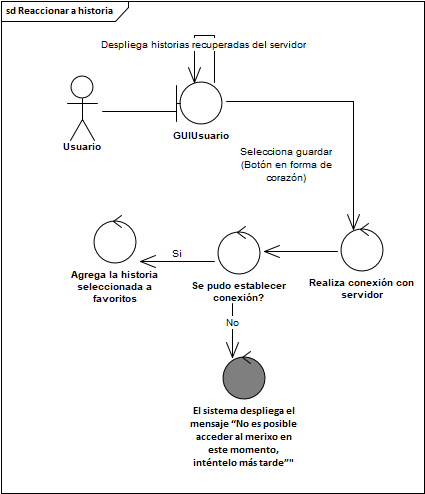 sd Reaccionar a historia
Despliega historias recuperadas del servidor
GUIUsuario
Usuario
Selecciona guardar
(Botón en forma de
corazón)
Si
Agrega la historia
seleccionada a
favoritos
Se pudo establecer
conexión?
Realiza conexión con
servidor
No
El sistema despliega el
mensaje “No es posible
acceder al merixo en
este momento,
inténtelo más tarde”"